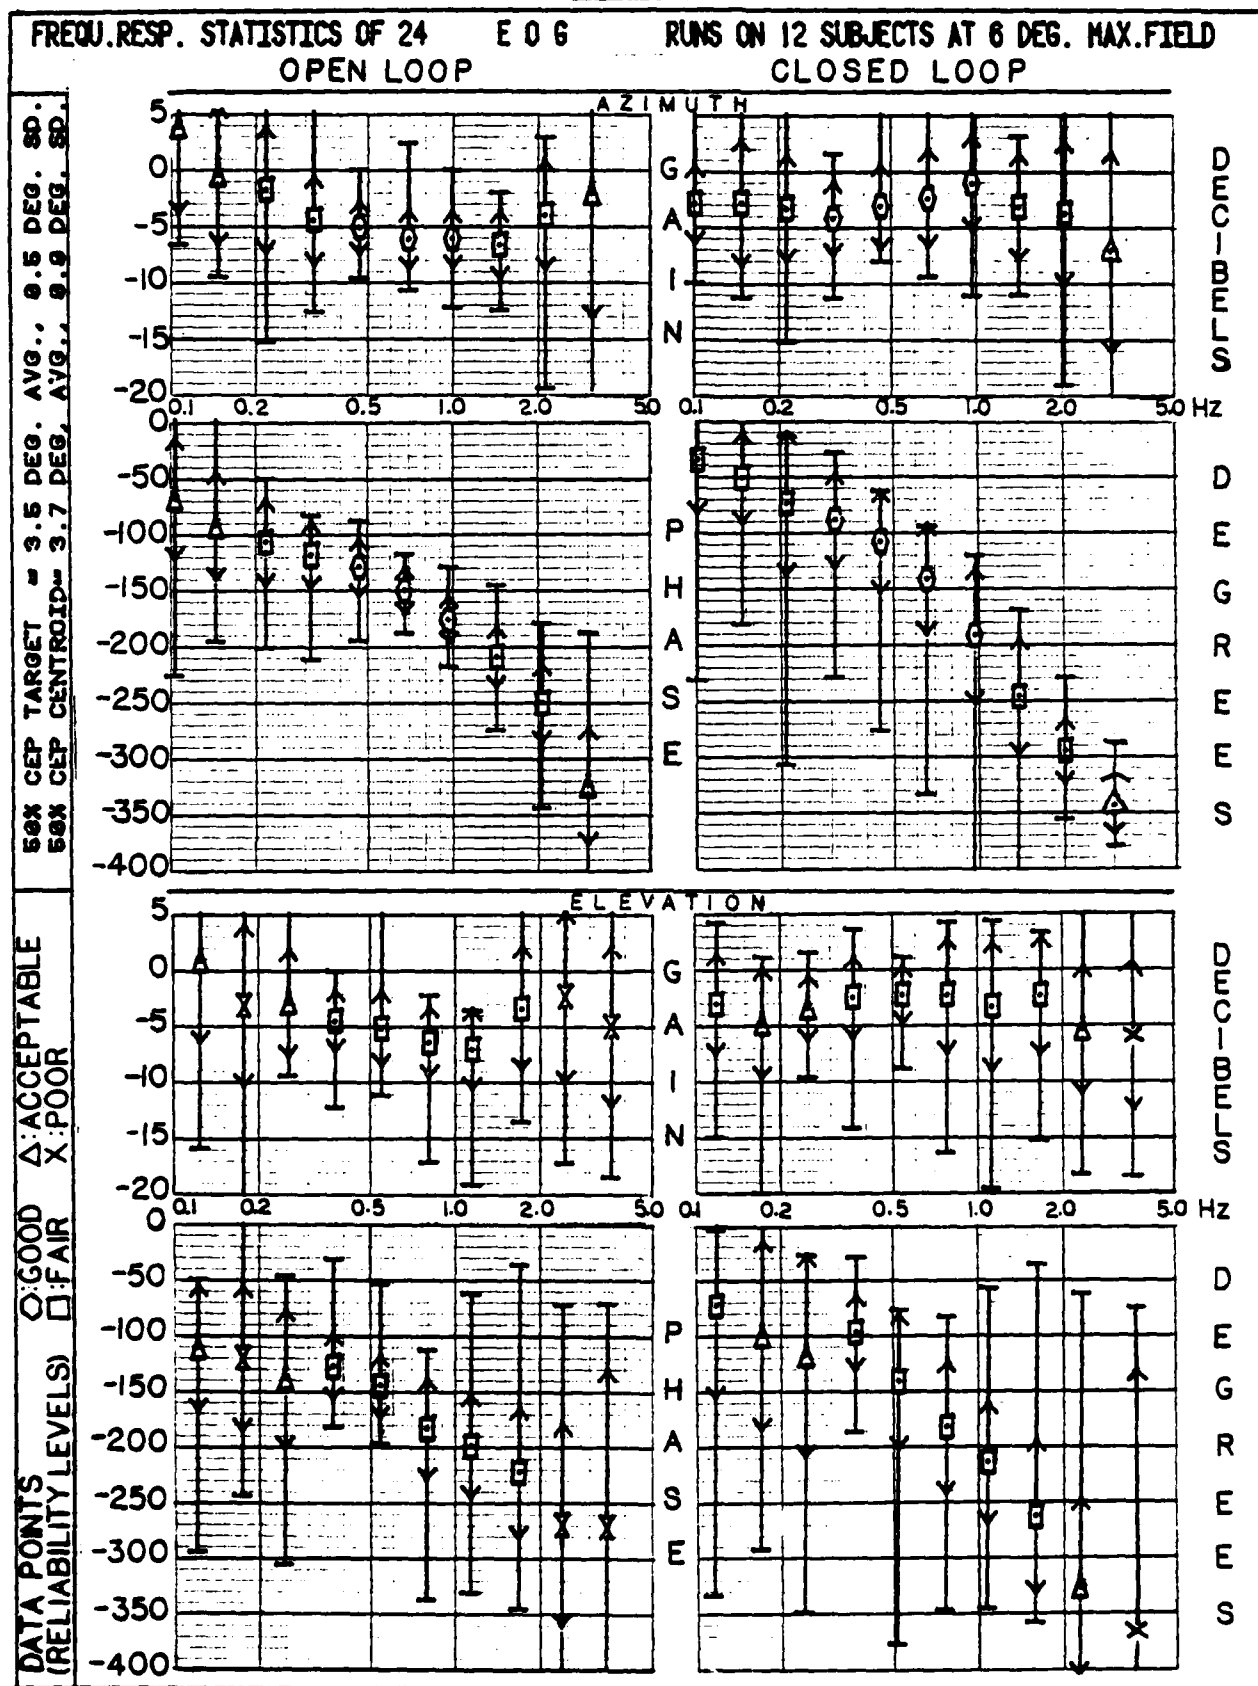 FREQU.RESP. STATISTICS OF 24 E O G RUNS ON 12 SUBJECTS AT 6 DEG. MAX.FIELD
OPEN LOOP CLOSED LOOP
50% CEP TARGET = 3.5 DEG. AVG., 0.5 DEG. SD.
50% CEP CENTROID= 3.7 DEG, AVG., 0.9 DEG. SD.
AZIMUTH
5
0
-5
-10
-15
-20
GAIN
DECIBELS
0.1 0.2 0.5 1.0 2.0 5.0 0.1 0.2 0.5 1.0 2.0 5.0 Hz
0
-50
-100
-150
-200
-250
-300
-350
-400
PHASE
DEGREES
ELEVATION
5
0
-5
-10
-15
-20
GAIN
DECIBELS
0.1 0.2 0.5 1.0 2.0 5.0 0.1 0.2 0.5 1.0 2.0 5.0 Hz
0
-50
-100
-150
-200
-250
-300
-350
-400
PHASE
DEGREES
DATA POINTS O:GOOD Δ:ACCEPTABLE
(RELIABILITY LEVELS) □:FAIR X:POOR